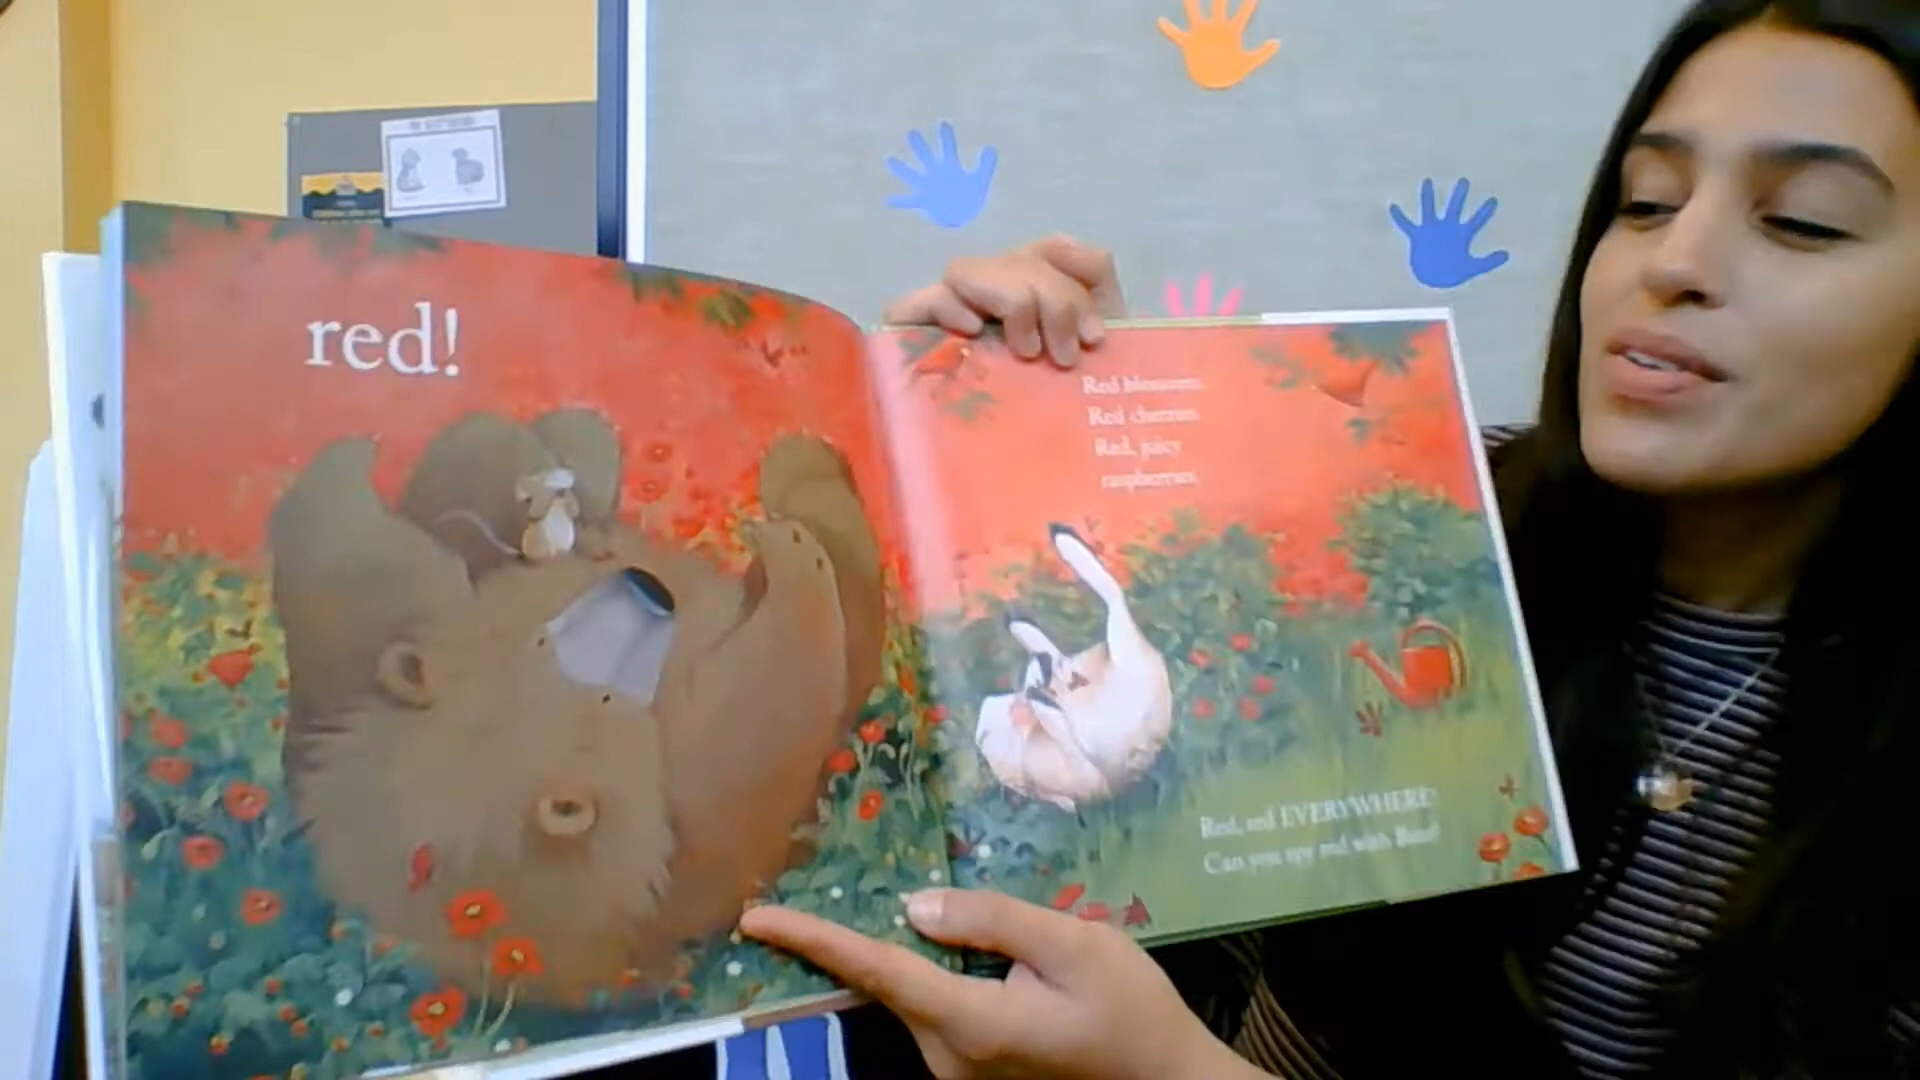 red!
Red blossoms.
Red cherries.
Red, juicy
raspberries.
Red, red EVERYWHERE!
Can you spy red with Bear?